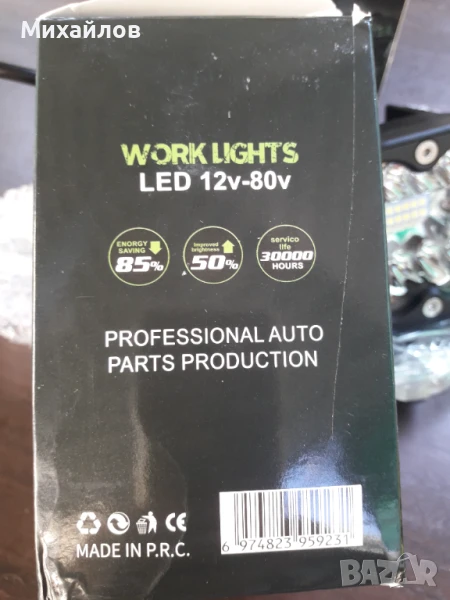 Михайлов
WORK LIGHTS
LED 12v-80v
ENERGY
SAVING
85%
Improved
brightness
50%
servico
life
30000
HOURS
PROFESSIONAL AUTO
PARTS PRODUCTION
MADE IN P.R.C.
6 974823 959231
BAZAR